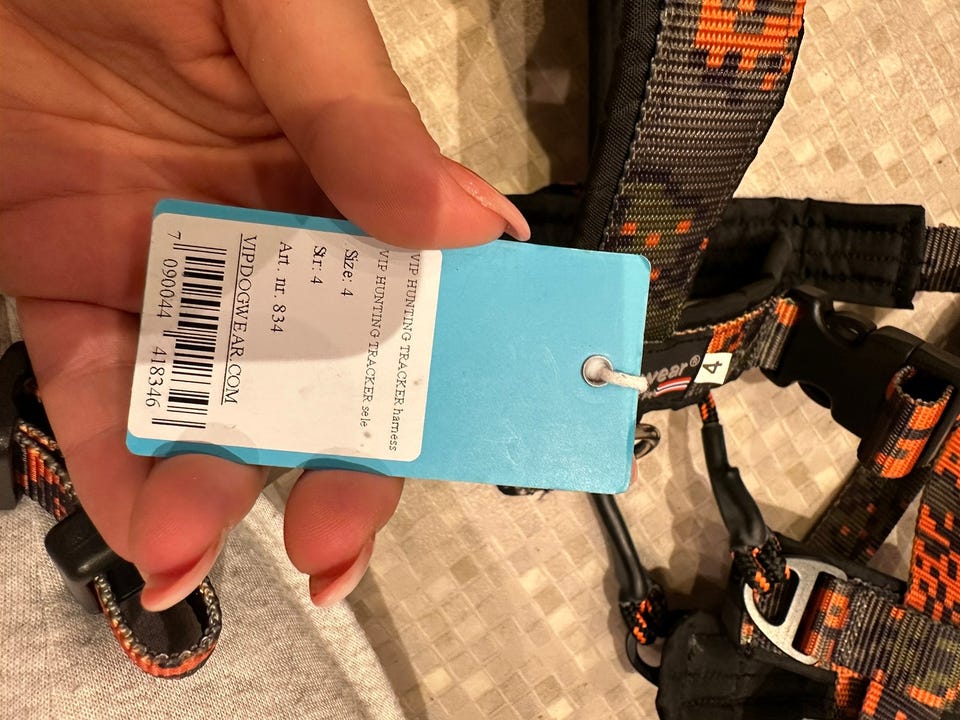 VIP HUNTING TRACKER harness
VIP HUNTING TRACKER sele
Size: 4
Str: 4
Art. nr. 834
VIPDOGWEAR.COM
7 090044 418346
wear®
4